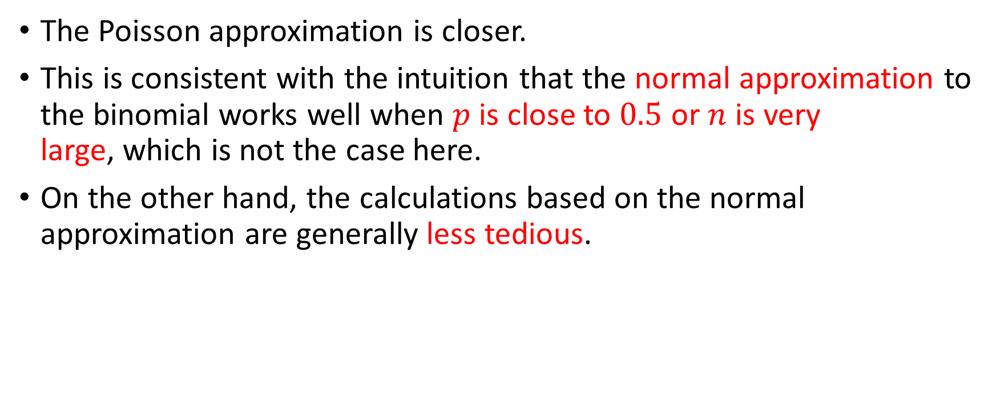 • The Poisson approximation is closer.
• This is consistent with the intuition that the normal approximation to
the binomial works well when p is close to 0.5 or n is very
large, which is not the case here.
• On the other hand, the calculations based on the normal
approximation are generally less tedious.